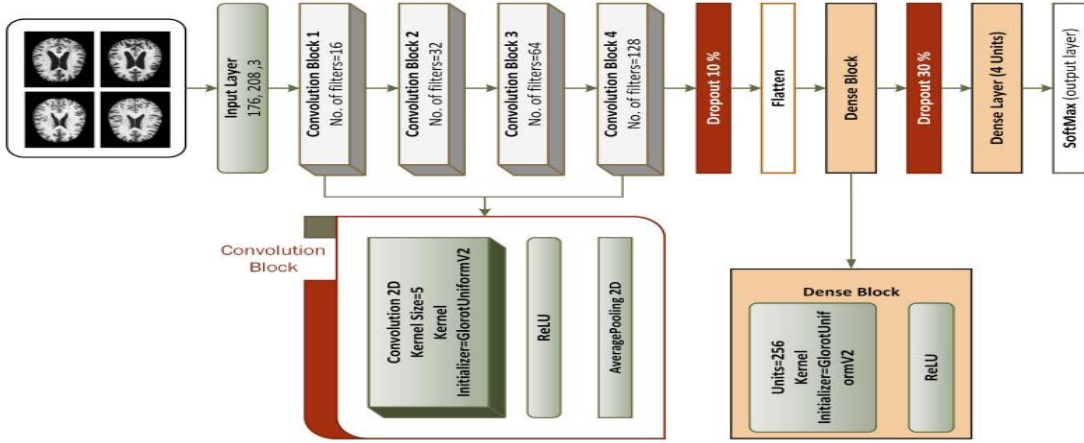 Input Layer
176, 208 ,3
Convolution Block 1
No. of filters=16
Convolution Block 2
No. of filters=32
Convolution Block 3
No. of filters=64
Convolution Block 4
No. of filters=128
Dropout 10 %
Flatten
Dense Block
Dropout 30 %
Dense Layer (4 Units)
SoftMax (output layer)
Convolution
Block
Convolution 2D
Kernel Size=5
Kernel
Initializer=GlorotUniformV2
ReLU
AveragePooling 2D
Dense Block
Units=256
Kernel
Initializer=GlorotUnif
ormV2
ReLU